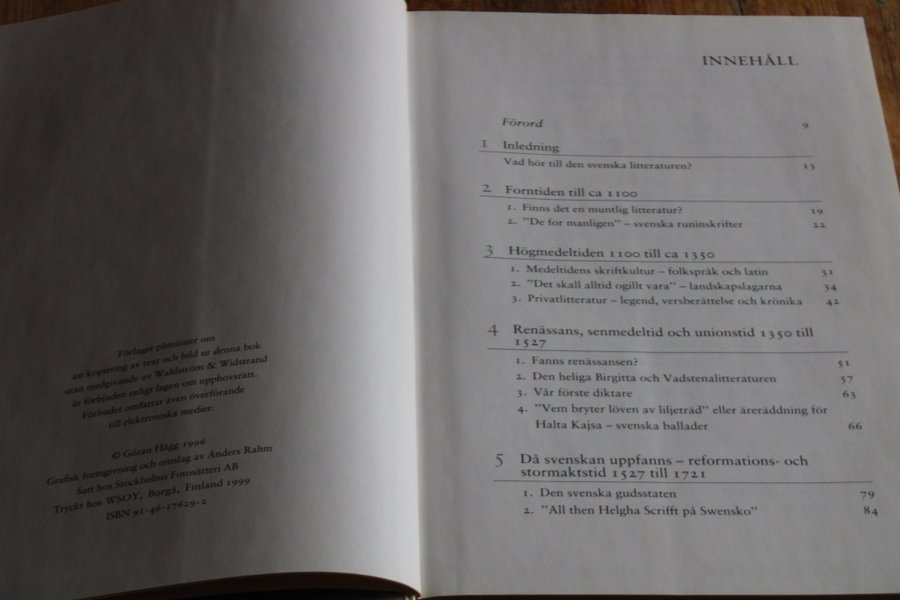 Förlaget påminner om
att kopiering av text och bild ur denna bok
utan medgivande av Wahlström & Widstrand
är förbjuden enligt lagen om upphovsrätt.
Förbudet omfattar även överförande
till elektroniska medier.
© Göran Hägg 1996
Grafisk formgivning och omslag av Anders Rahm
Satt hos Stockholms Fotosätteri AB
Tryckt hos WSOY, Borgå, Finland 1999
ISBN 91-46-17629-2
INNEHÅLL
Förord 9
1 Inledning
Vad hör till den svenska litteraturen? 13
2 Forntiden till ca 1100
1. Finns det en muntlig litteratur? 19
2. "De for manligen" – svenska runinskrifter 22
3 Högmedeltiden 1100 till ca 1350
1. Medeltidens skriftkultur – folkspråk och latin 31
2. "Det skall alltid ogillt vara" – landskapslagarna 34
3. Privatlitteratur – legend, versberättelse och krönika 42
4 Renässans, senmedeltid och unionstid 1350 till
1527
1. Fanns renässansen? 51
2. Den heliga Birgitta och Vadstenalitteraturen 57
3. Vår förste diktare 63
4. "Vem bryter löven av liljeträd" eller äreräddning för
Halta Kajsa – svenska ballader 66
5 Då svenskan uppfanns – reformations- och
stormaktstid 1527 till 1721
1. Den svenska gudsstaten 79
2. "All then Helgha Scrifft på Swensko" 84